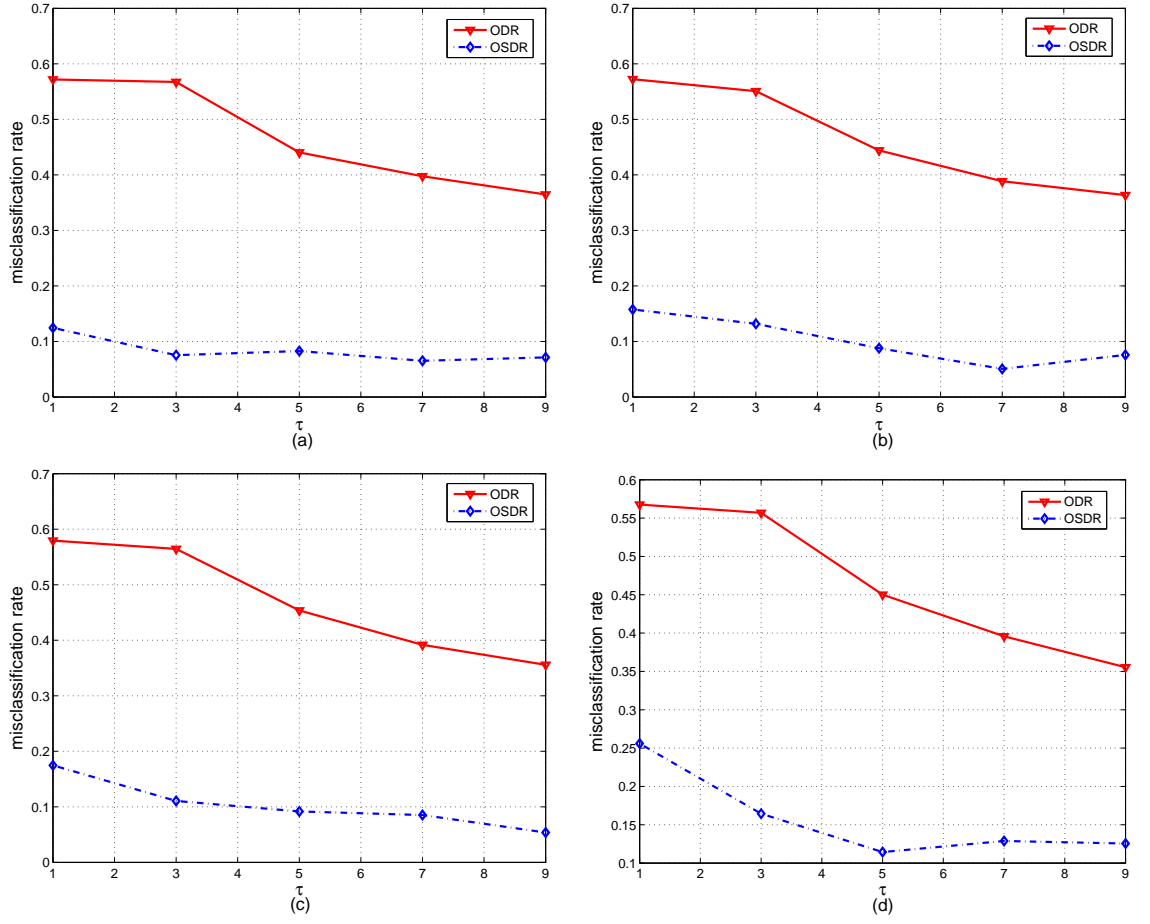 0.7
0.6
0.5
0.4
0.3
0.2
0.1
0
misclassification rate
ODR
OSDR
1 2 3 4 5 6 7 8 9
τ
(a)
0.7
0.6
0.5
0.4
0.3
0.2
0.1
0
misclassification rate
ODR
OSDR
1 2 3 4 5 6 7 8 9
τ
(b)
0.7
0.6
0.5
0.4
0.3
0.2
0.1
0
misclassification rate
ODR
OSDR
1 2 3 4 5 6 7 8 9
τ
(c)
0.6
0.55
0.5
0.45
0.4
0.35
0.3
0.25
0.2
0.15
0.1
misclassification rate
ODR
OSDR
1 2 3 4 5 6 7 8 9
τ
(d)